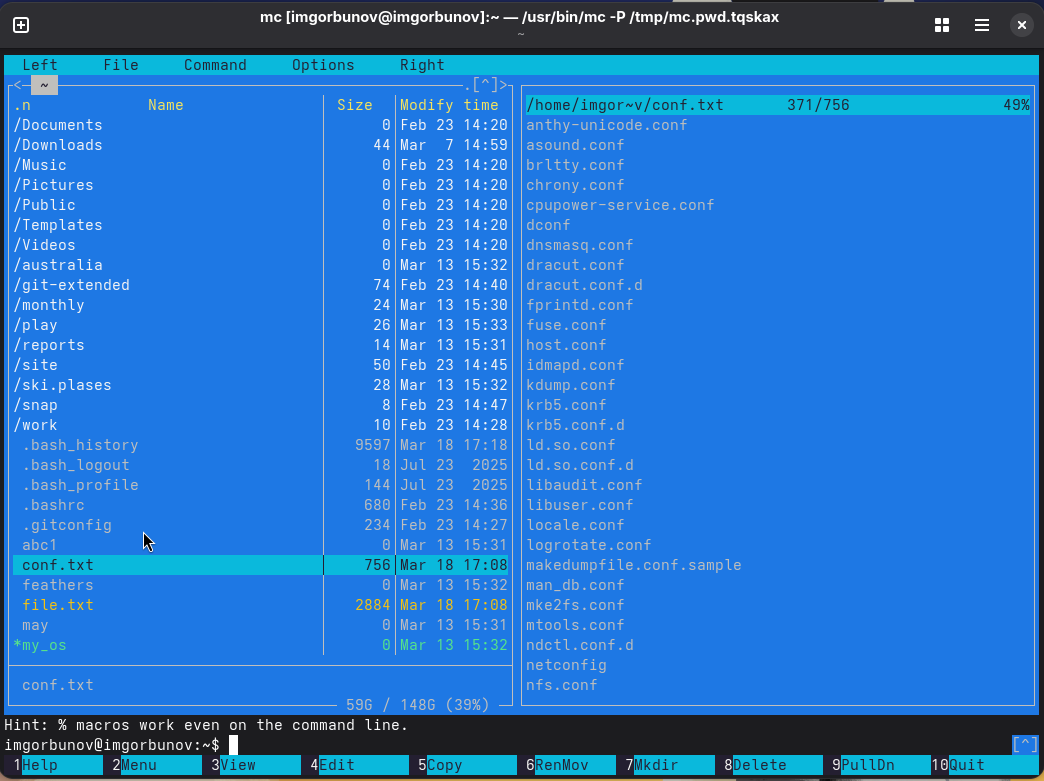 mc [imgorbunov@imgorbunov]:~ — /usr/bin/mc -P /tmp/mc.pwd.tqskax
~
Left File Command Options Right
<─ ~ .[^]>
.n Name Size Modify time
/Documents 0 Feb 23 14:20
/Downloads 44 Mar 7 14:59
/Music 0 Feb 23 14:20
/Pictures 0 Feb 23 14:20
/Public 0 Feb 23 14:20
/Templates 0 Feb 23 14:20
/Videos 0 Feb 23 14:20
/australia 0 Mar 13 15:32
/git-extended 74 Feb 23 14:40
/monthly 24 Mar 13 15:30
/play 26 Mar 13 15:33
/reports 14 Mar 13 15:31
/site 50 Feb 23 14:45
/ski.plases 28 Mar 13 15:32
/snap 8 Feb 23 14:47
/work 10 Feb 23 14:28
.bash_history 9597 Mar 18 17:18
.bash_logout 18 Jul 23 2025
.bash_profile 144 Jul 23 2025
.bashrc 680 Feb 23 14:36
.gitconfig 234 Feb 23 14:27
abc1 0 Mar 13 15:31
conf.txt 756 Mar 18 17:08
feathers 0 Mar 13 15:32
file.txt 2884 Mar 18 17:08
may 0 Mar 13 15:31
*my_os 0 Mar 13 15:32
conf.txt
59G / 148G (39%)
/home/imgor~v/conf.txt 371/756 49%
anthy-unicode.conf
asound.conf
brltty.conf
chrony.conf
cpupower-service.conf
dconf
dnsmasq.conf
dracut.conf
dracut.conf.d
fprintd.conf
fuse.conf
host.conf
idmapd.conf
kdump.conf
krb5.conf
krb5.conf.d
ld.so.conf
ld.so.conf.d
libaudit.conf
libuser.conf
locale.conf
logrotate.conf
makedumpfile.conf.sample
man_db.conf
mke2fs.conf
mtools.conf
ndctl.conf.d
netconfig
nfs.conf
Hint: % macros work even on the command line.
imgorbunov@imgorbunov:~$ [^]
1Help 2Menu 3View 4Edit 5Copy 6RenMov 7Mkdir 8Delete 9PullDn 10Quit